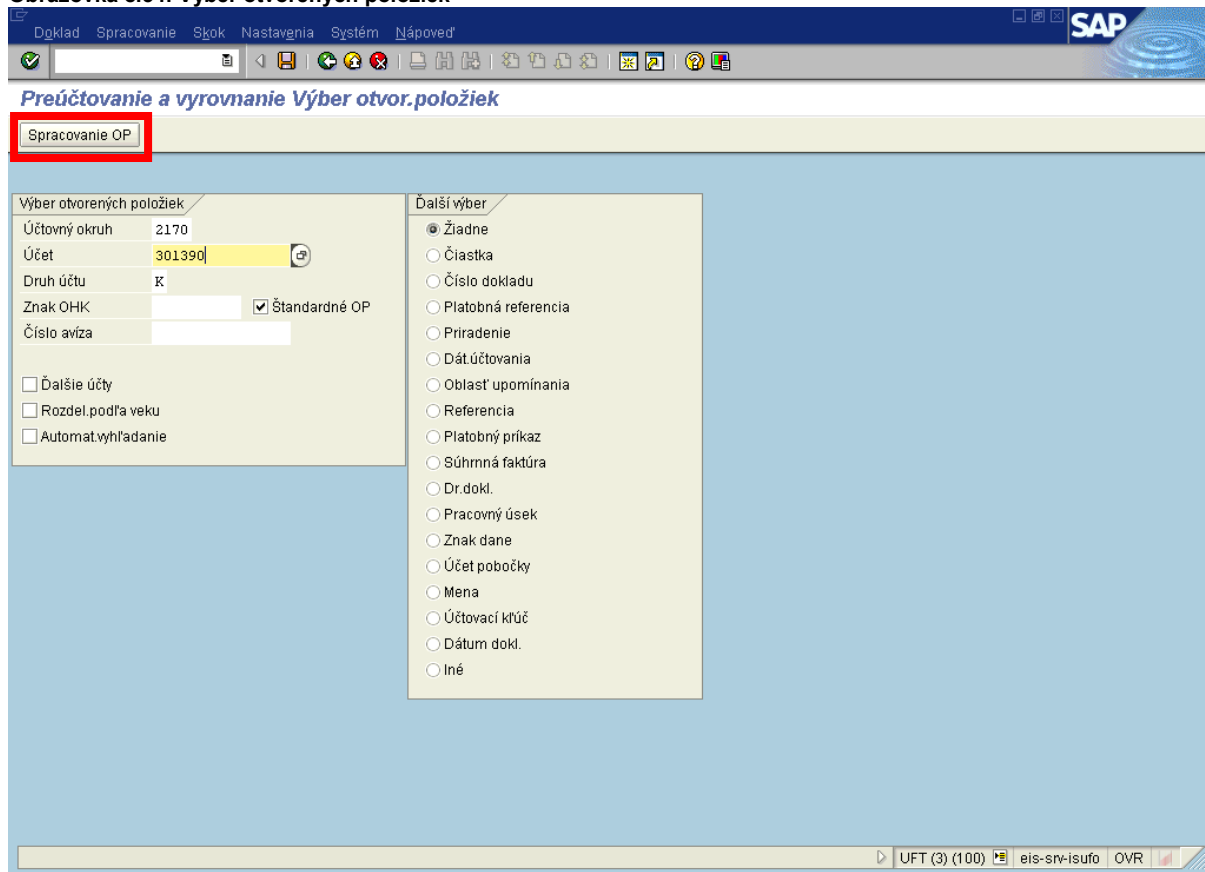 Doklad Spracovanie Skok Nastavenia Systém Nápoveď
SAP
Preúčtovanie a vyrovnanie Výber otvor.položiek
Spracovanie OP
Výber otvorených položiek
Účtovný okruh 2170
Účet 301390
Druh účtu K
Znak OHK Štandardné OP
Číslo avíza
Ďalšie účty
Rozdel.podľa veku
Automat.vyhľadanie
Ďalší výber
Žiadne
Čiastka
Číslo dokladu
Platobná referencia
Priradenie
Dát.účtovania
Oblasť upomínania
Referencia
Platobný príkaz
Súhrnná faktúra
Dr.dokl.
Pracovný úsek
Znak dane
Účet pobočky
Mena
Účtovací kľúč
Dátum dokl.
Iné
UFT (3) (100) eis-srv-isufo OVR